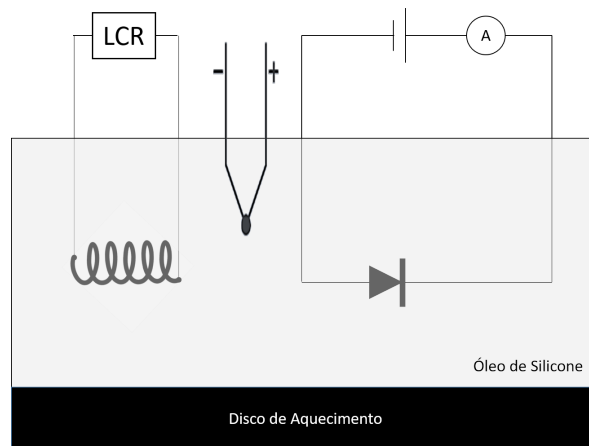 LCR
- +
A
Óleo de Silicone
Disco de Aquecimento